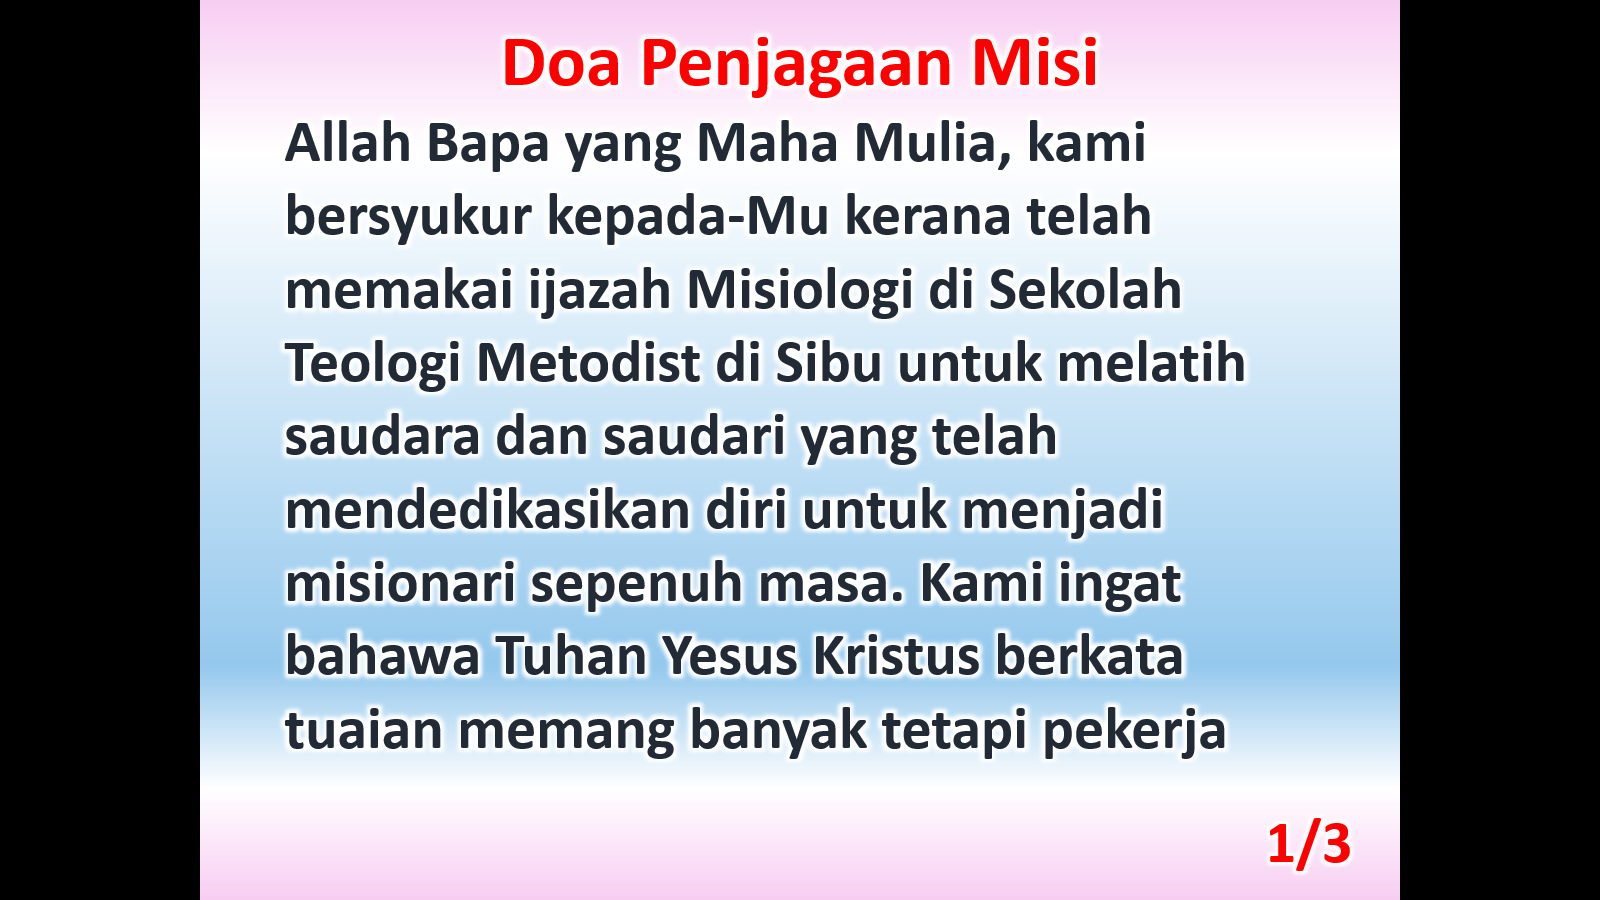 Doa Penjagaan Misi
Allah Bapa yang Maha Mulia, kami
bersyukur kepada-Mu kerana telah
memakai ijazah Misiologi di Sekolah
Teologi Metodist di Sibu untuk melatih
saudara dan saudari yang telah
mendedikasikan diri untuk menjadi
misionari sepenuh masa. Kami ingat
bahawa Tuhan Yesus Kristus berkata
tuaian memang banyak tetapi pekerja
1/3